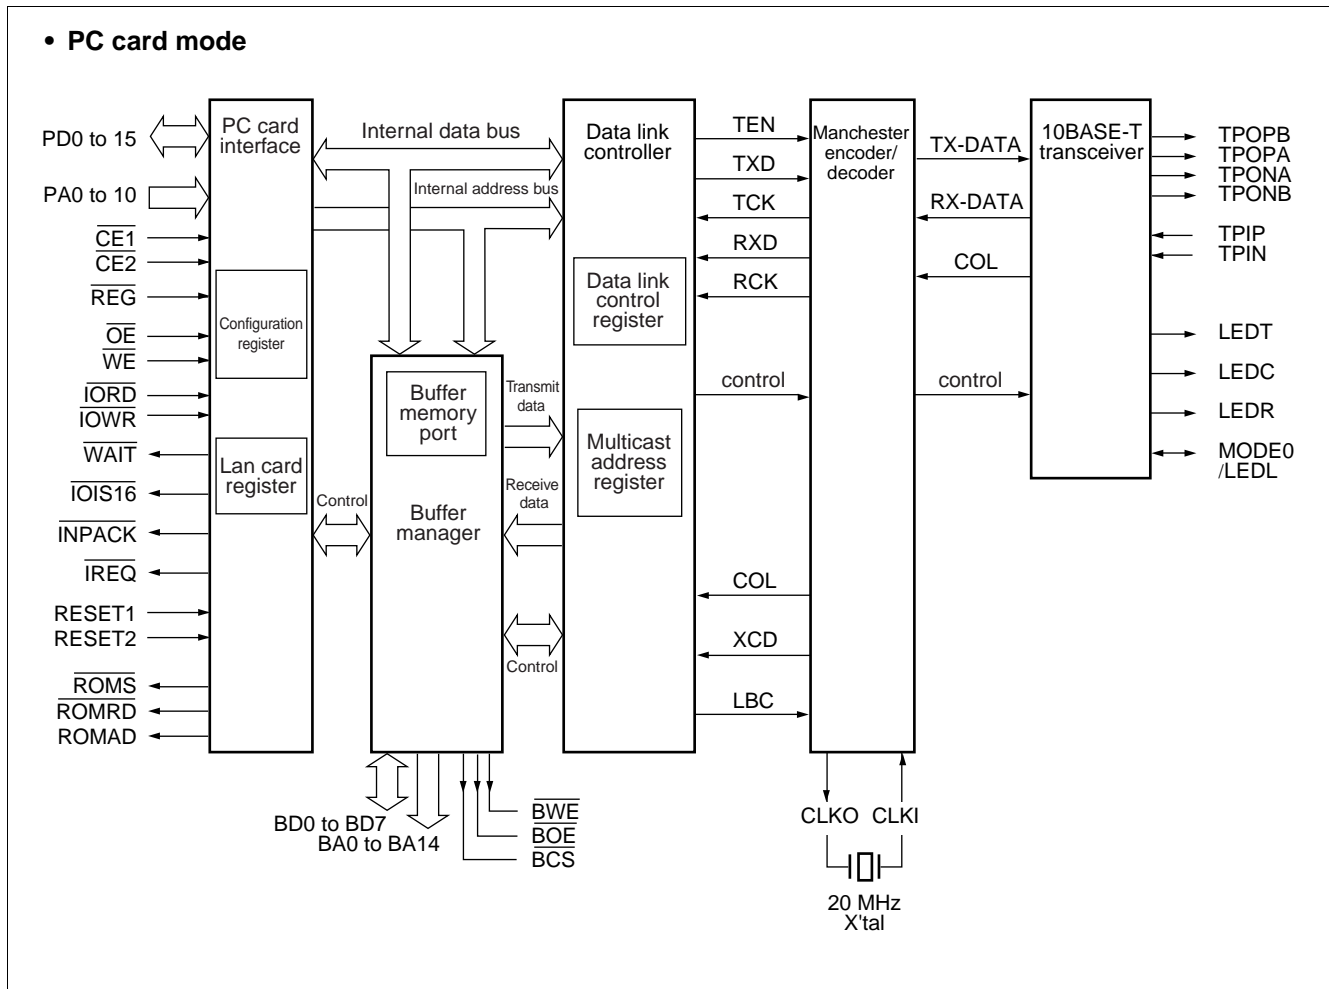 • PC card mode
PD0 to 15
PA0 to 10
CE1
CE2
REG
OE
WE
IORD
IOWR
WAIT
IOIS16
INPACK
IREQ
RESET1
RESET2
ROMS
ROMRD
ROMAD
PC card
interface
Configuration
register
Lan card
register
Internal data bus
Internal address bus
Control
Buffer
memory
port
Buffer
manager
Transmit
data
Receive
data
Control
BD0 to BD7
BA0 to BA14
BWE
BOE
BCS
Data link
controller
Data link
control
register
Multicast
address
register
TEN
TXD
TCK
RXD
RCK
control
COL
XCD
LBC
Manchester
encoder/
decoder
CLKO
CLKI
20 MHz
X'tal
TX-DATA
RX-DATA
COL
control
10BASE-T
transceiver
TPOPB
TPOPA
TPONA
TPONB
TPIP
TPIN
LEDT
LEDC
LEDR
MODE0
/LEDL